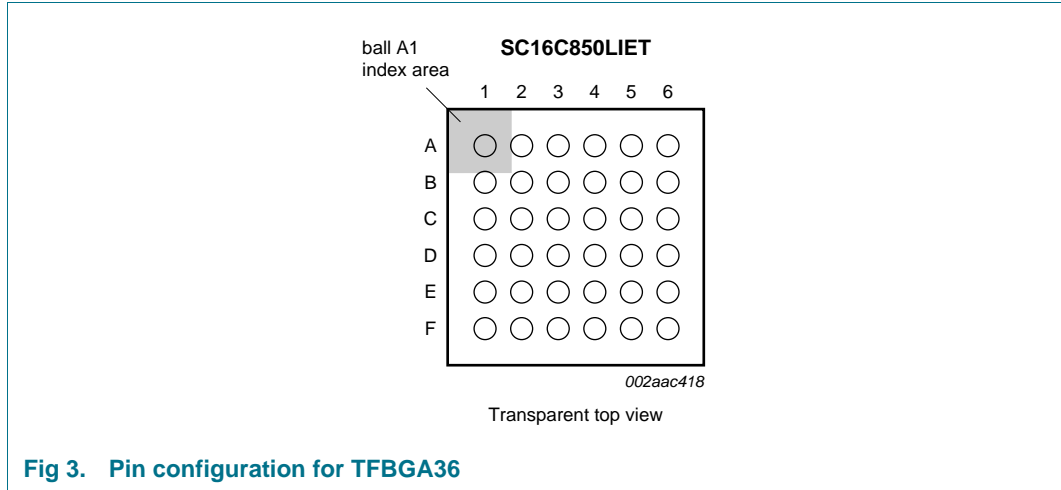 ball A1
index area
SC16C850LIET
1 2 3 4 5 6
A
B
C
D
E
F
002aac418
Transparent top view
Fig 3. Pin configuration for TFBGA36